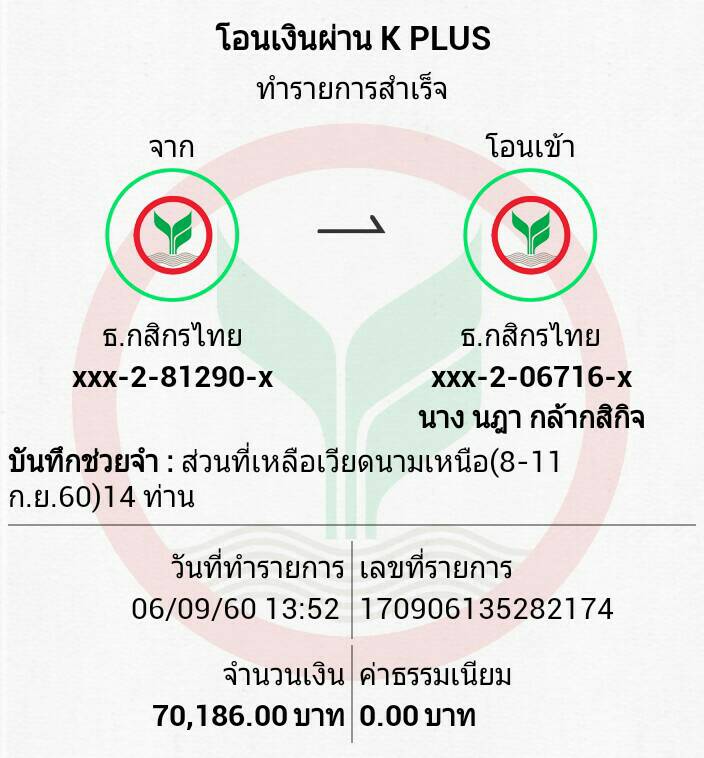 โอนเงินผ่าน K PLUS
ทำรายการสำเร็จ
จาก
โอนเข้า
ธ.กสิกรไทย
xxx-2-81290-x
ธ.กสิกรไทย
xxx-2-06716-x
นาง นฎา กล้ากสิกิจ
บันทึกช่วยจำ : ส่วนที่เหลือเวียดนามเหนือ(8-11
ก.ย.60)14 ท่าน
วันที่ทำรายการ
06/09/60 13:52
เลขที่รายการ
170906135282174
จำนวนเงิน
70,186.00 บาท
ค่าธรรมเนียม
0.00 บาท